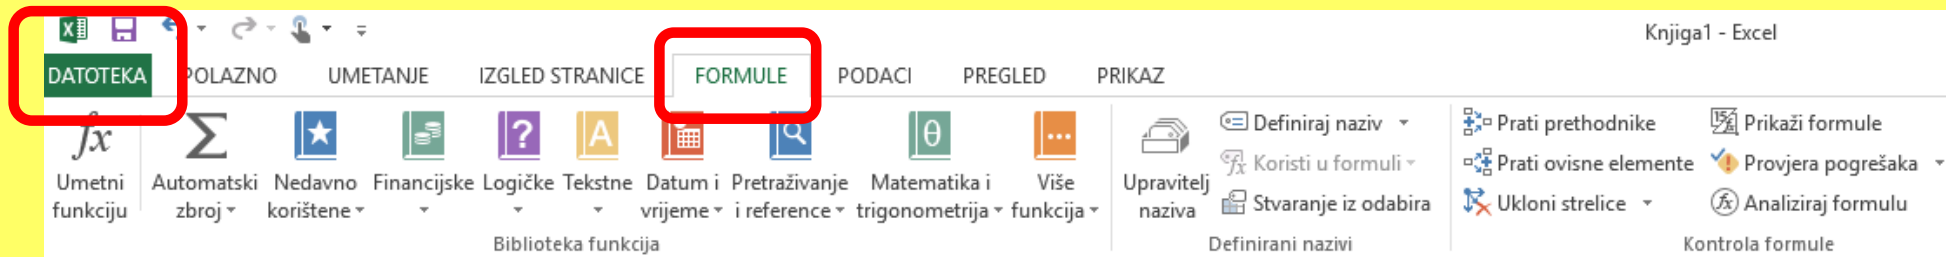 Knjiga1 - Excel
DATOTEKA POLAZNO UMETANJE IZGLED STRANICE FORMULE PODACI PREGLED PRIKAZ
Umetni funkciju
Automatski zbroj
Nedavno korištene
Financijske
Logičke
Tekstne
Datum i vrijeme
Pretraživanje i reference
Matematika i trigonometrija
Više funkcija
Biblioteka funkcija
Upravitelj naziva
Definiraj naziv
Koristi u formuli
Stvaranje iz odabira
Definirani nazivi
Prati prethodnike
Prati ovisne elemente
Ukloni strelice
Prikaži formule
Provjera pogrešaka
Analiziraj formulu
Kontrola formule